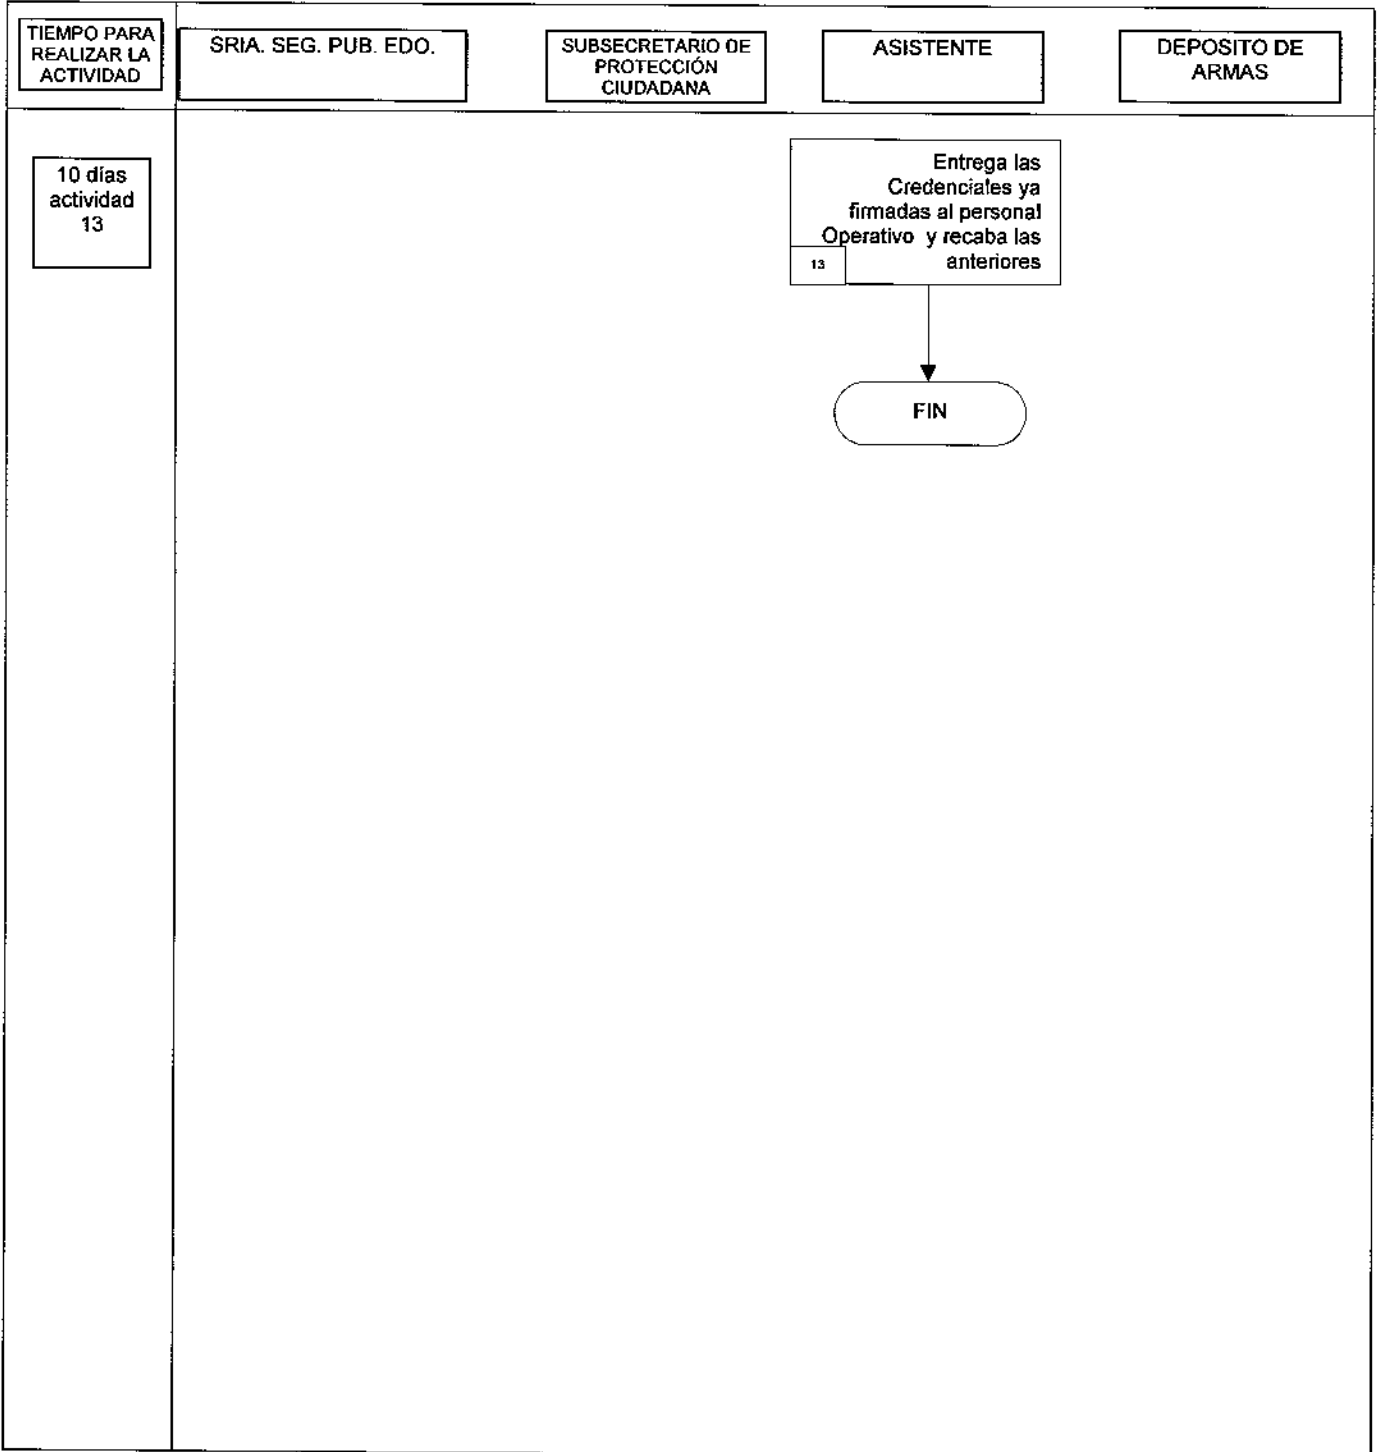 TIEMPO PARA
REALIZAR LA
ACTIVIDAD
SRIA. SEG. PUB. EDO.
SUBSECRETARIO DE
PROTECCIÓN
CIUDADANA
ASISTENTE
DEPOSITO DE
ARMAS
10 días
actividad
13
Entrega las
Credenciales ya
firmadas al personal
Operativo y recaba las
anteriores
13
FIN